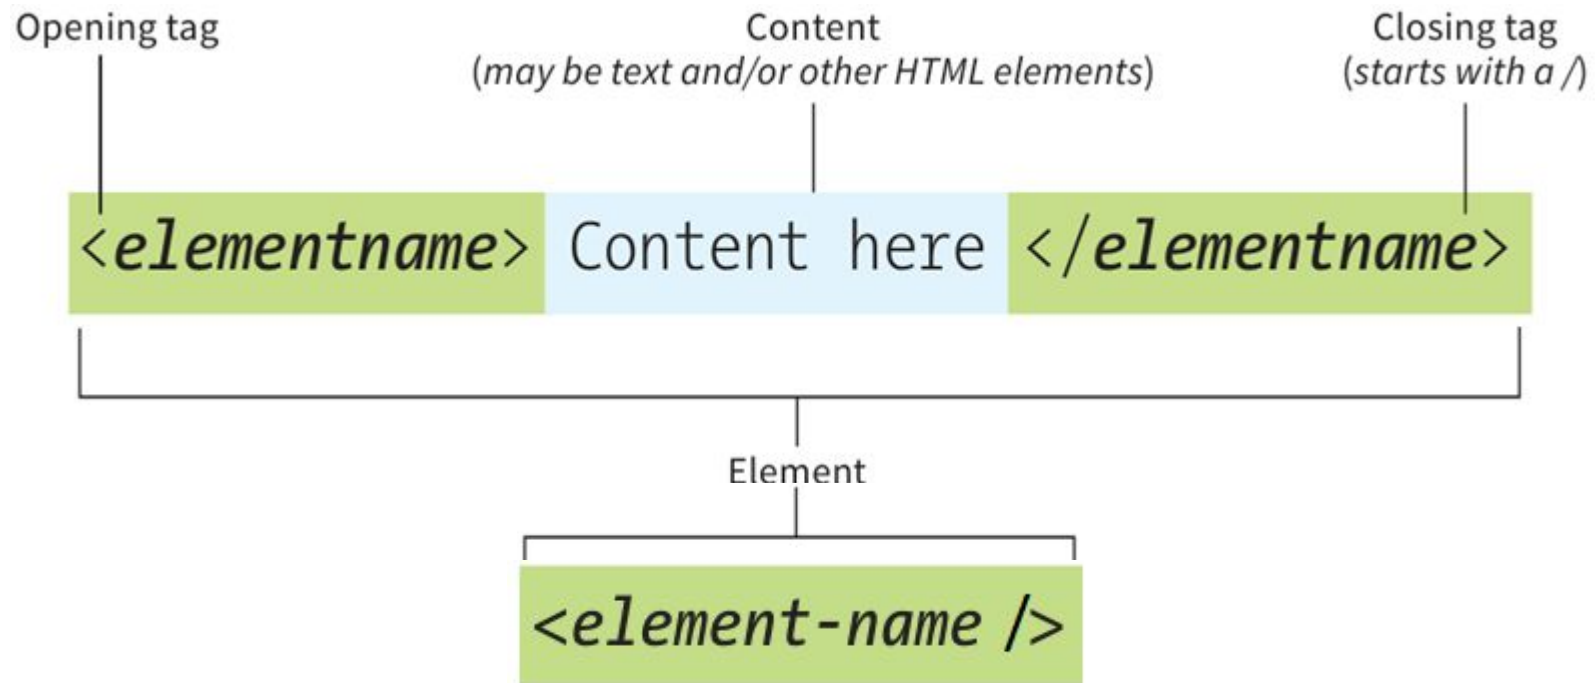 Opening tag
Content
(may be text and/or other HTML elements)
Closing tag
(starts with a /)
<elementname> Content here </elementname>
Element
<element-name />